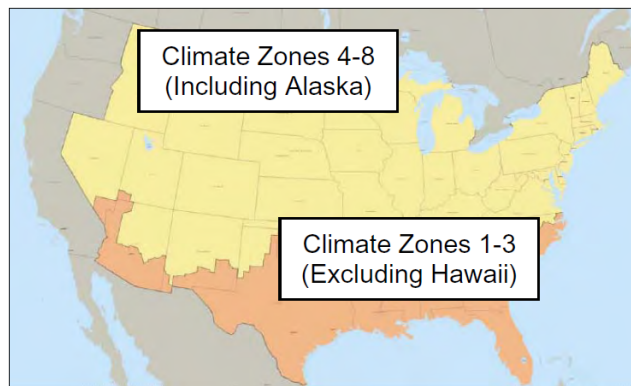 Climate Zones 4-8
(Including Alaska)
Climate Zones 1-3
(Excluding Hawaii)